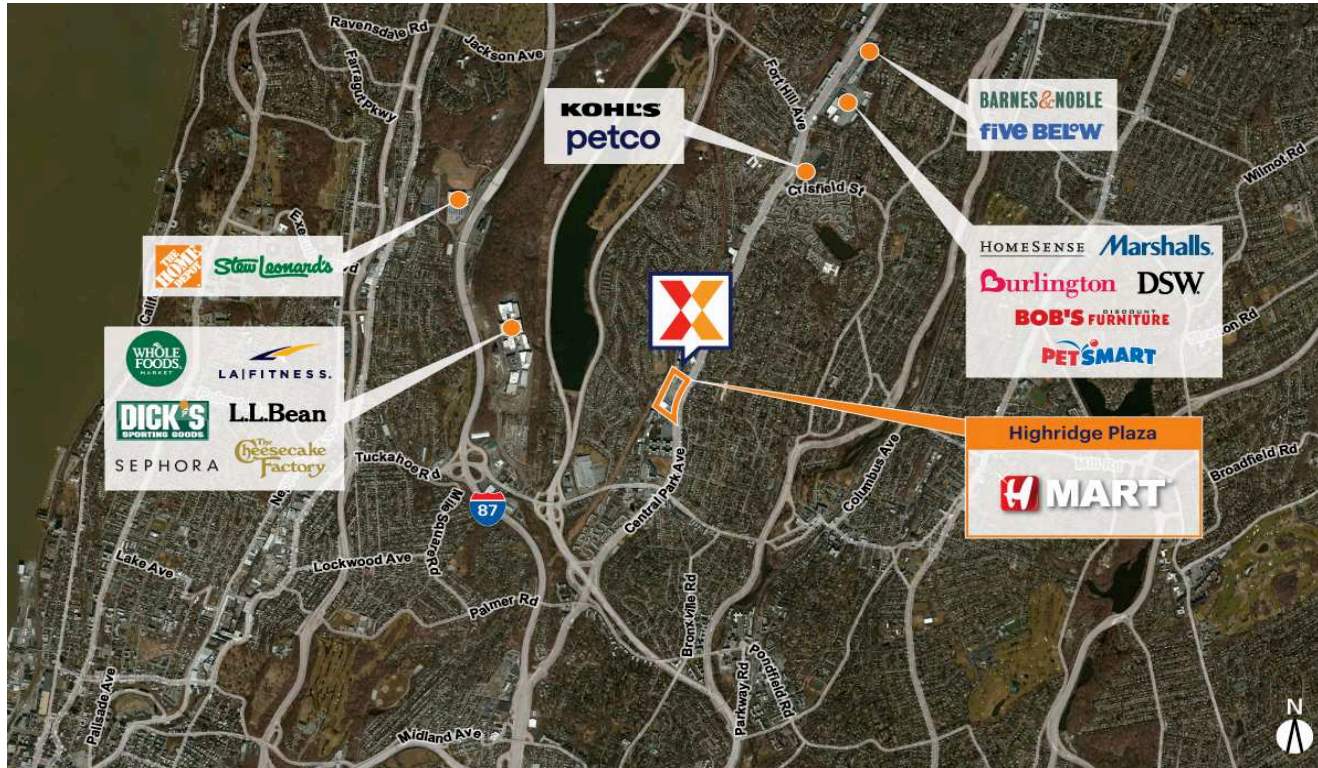 Ravensdale Rd
Jackson Ave
Farragut Pkwy
Fort Hill Ave
KOHL'S
petco
BARNES&NOBLE
five BELOW
Wilmot Rd
Crisfield St
THE HOME DEPOT
Stew Leonard's
HOMESENSE
Marshalls.
Burlington
DSW
BOB'S DISCOUNT FURNITURE
PETSMART
WHOLE FOODS MARKET
LA|FITNESS.
DICK'S SPORTING GOODS
L.L.Bean
SEPHORA
The Cheesecake Factory
Highridge Plaza
H MART
Tuckahoe Rd
Mile Square Rd
87
Central Park Ave
Columbus Ave
Mill Rd
Broadfield Rd
Lake Ave
Lockwood Ave
Palmer Rd
Bronxville Rd
Pondfield Rd
Parkway Rd
Palisade Ave
Midland Ave
N